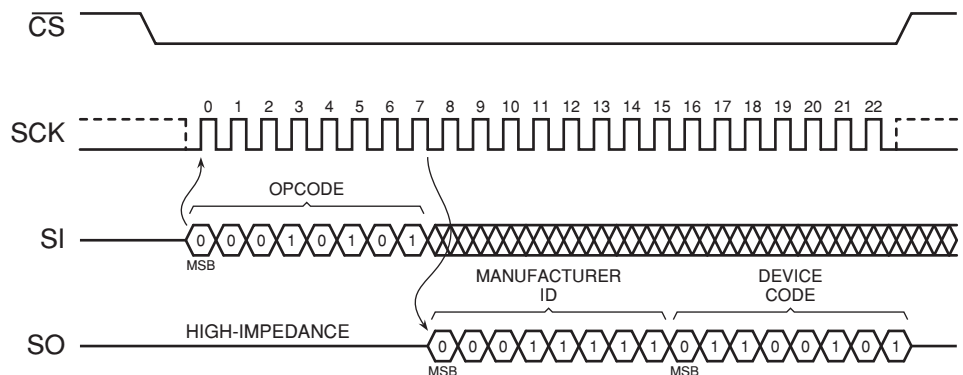 CS
0 1 2 3 4 5 6 7 8 9 10 11 12 13 14 15 16 17 18 19 20 21 22
SCK
OPCODE
SI
0 0 0 1 0 1 0 1
MSB
MANUFACTURER
ID
DEVICE
CODE
HIGH-IMPEDANCE
SO
0 0 0 1 1 1 1 1 0 1 1 0 0 1 0 1
MSB
MSB